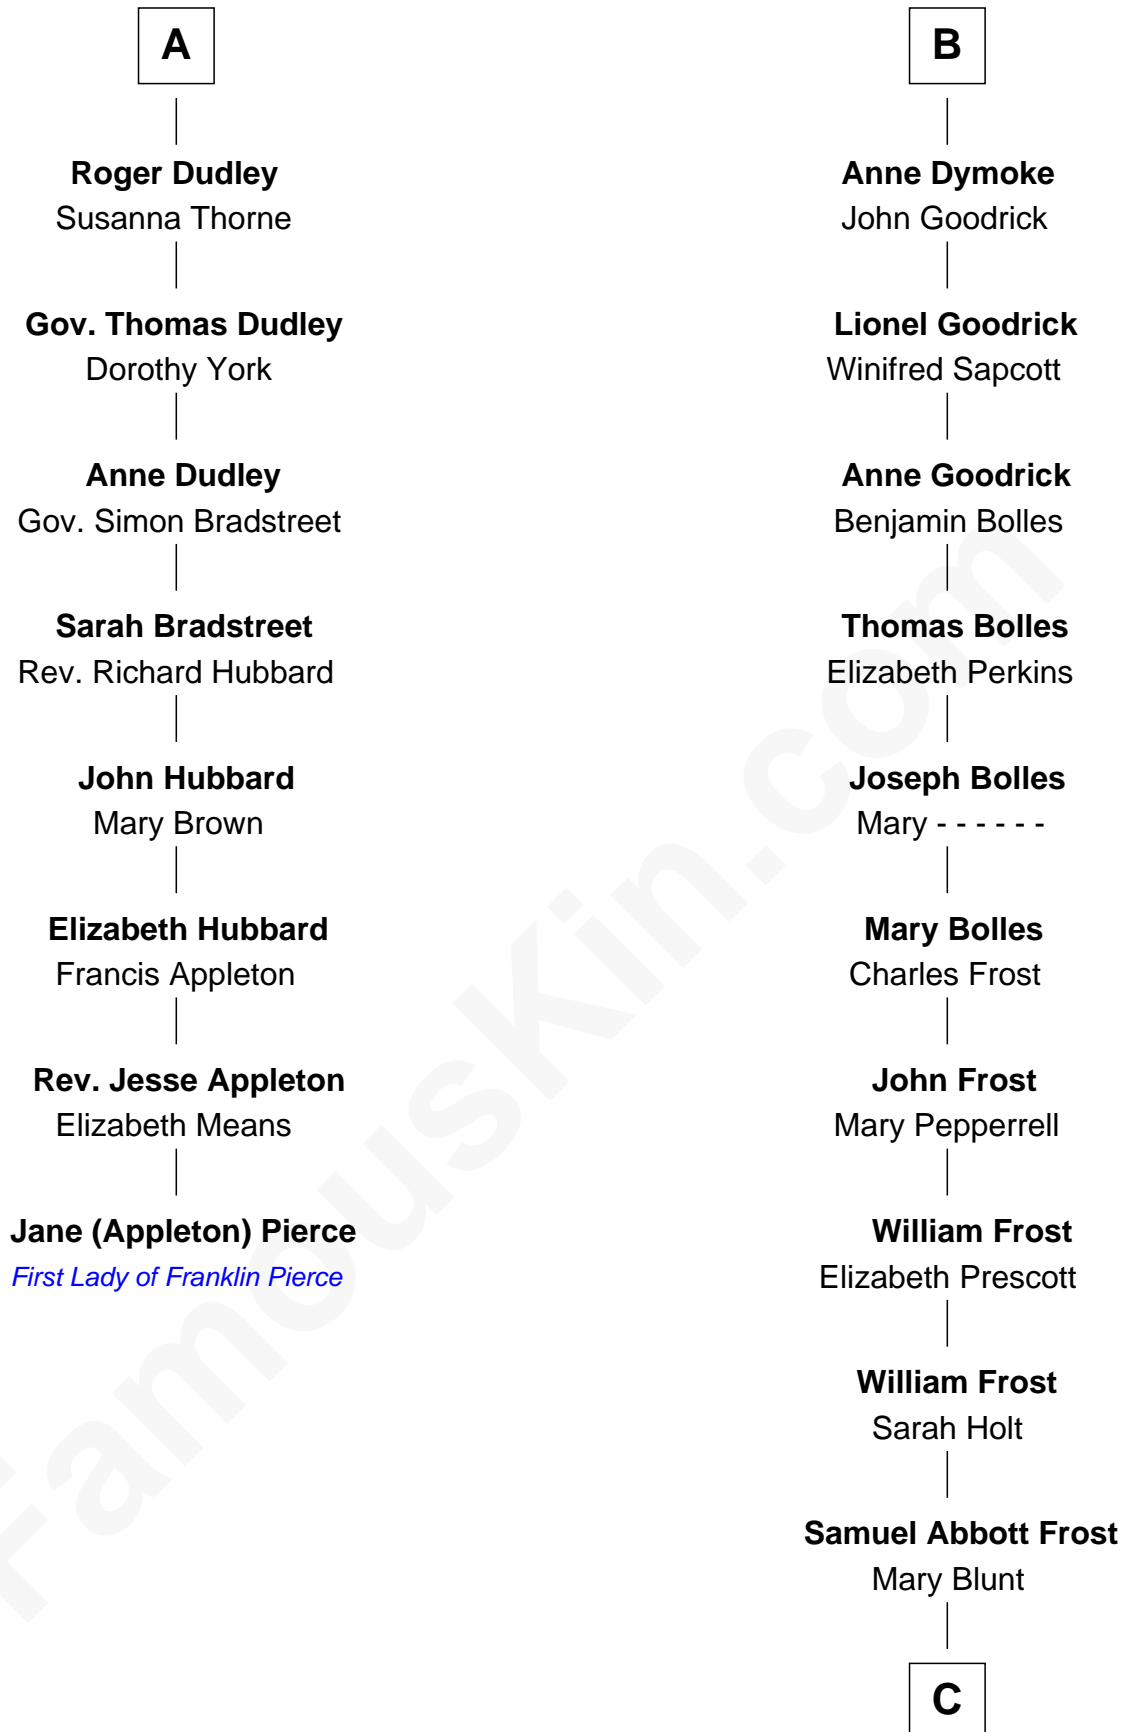 A
Roger Dudley
Susanna Thorne
Gov. Thomas Dudley
Dorothy York
Anne Dudley
Gov. Simon Bradstreet
Sarah Bradstreet
Rev. Richard Hubbard
John Hubbard
Mary Brown
Elizabeth Hubbard
Francis Appleton
Rev. Jesse Appleton
Elizabeth Means
Jane (Appleton) Pierce
First Lady of Franklin Pierce
B
Anne Dymoke
John Goodrick
Lionel Goodrick
Winifred Sapcott
Anne Goodrick
Benjamin Bolles
Thomas Bolles
Elizabeth Perkins
Joseph Bolles
Mary - - - - - -
Mary Bolles
Charles Frost
John Frost
Mary Pepperrell
William Frost
Elizabeth Prescott
William Frost
Sarah Holt
Samuel Abbott Frost
Mary Blunt
C
FamousKin.com